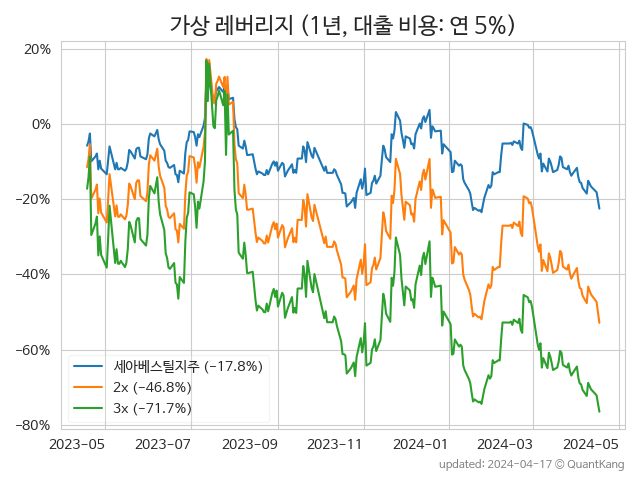 가상 레버리지 (1년, 대출 비용: 연 5%)
20%
0%
−20%
−40%
−60%
−80%
세아베스틸지주 (−17.8%)
2x (−46.8%)
3x (−71.7%)
2023-05 2023-07 2023-09 2023-11 2024-01 2024-03 2024-05
updated: 2024-04-17 © QuantKang